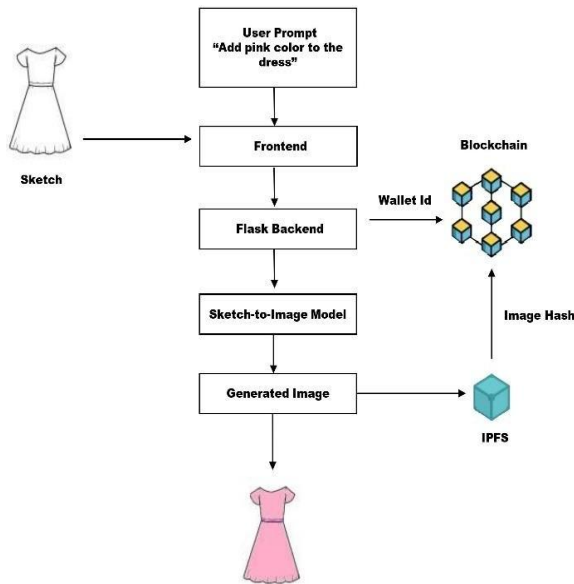 User Prompt
“Add pink color to the
dress”
Sketch
Frontend
Blockchain
Wallet Id
Flask Backend
Sketch-to-Image Model
Image Hash
Generated Image
IPFS